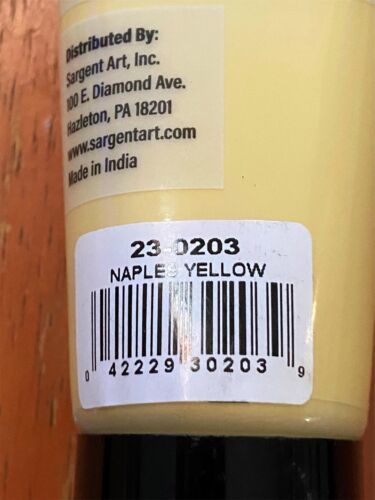 Distributed By:
Sargent Art, Inc.
100 E. Diamond Ave.
Hazleton, PA 18201
www.sargentart.com
Made in India
23-0203
NAPLES YELLOW
0 42229 30203 9